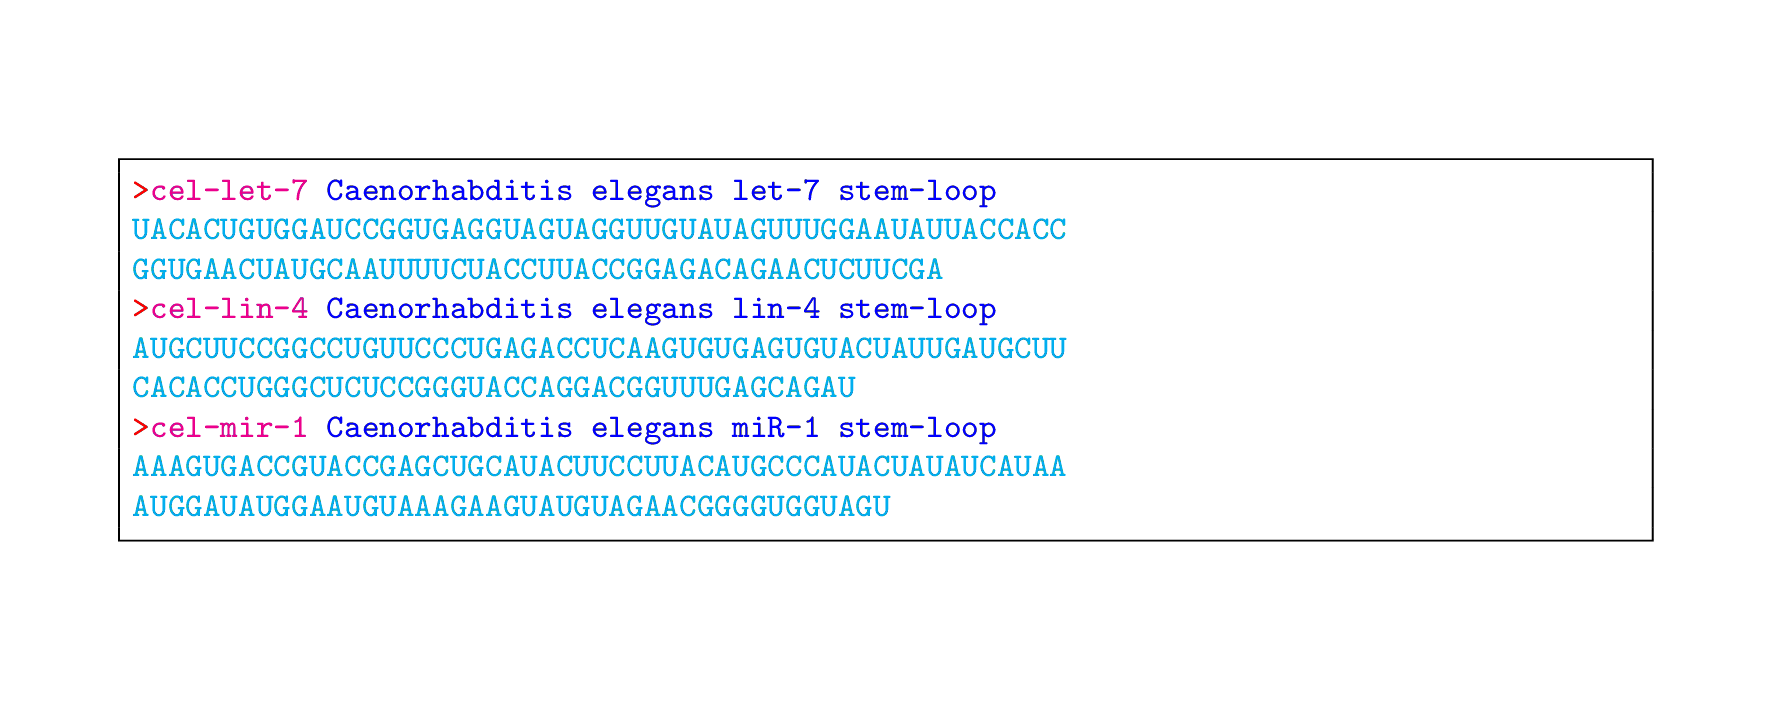 >cel-let-7 Caenorhabditis elegans let-7 stem-loop
UACACUGUGGAUCCGGUGAGGUAGUAGGUUGUAUAGUUUGGAAUAUUACCACC
GGUGAACUAUGCAAUUUUCUACCUUACCGGAGACAGAACUCUUCGA
>cel-lin-4 Caenorhabditis elegans lin-4 stem-loop
AUGCUUCCGGCCUGUUCCCUGAGACCUCAAGUGUGAGUGUACUAUUGAUGCUU
CACACCUGGGCUCUCCGGGUACCAGGACGGUUUGAGCAGAU
>cel-mir-1 Caenorhabditis elegans miR-1 stem-loop
AAAGUGACCGUACCGAGCUGCAUACUUCCUUACAUGCCCAUACUAUAUCAUAA
AUGGAUAUGGAAUGUAAAGAAGUAUGUAGAACGGGGUGGUAGU